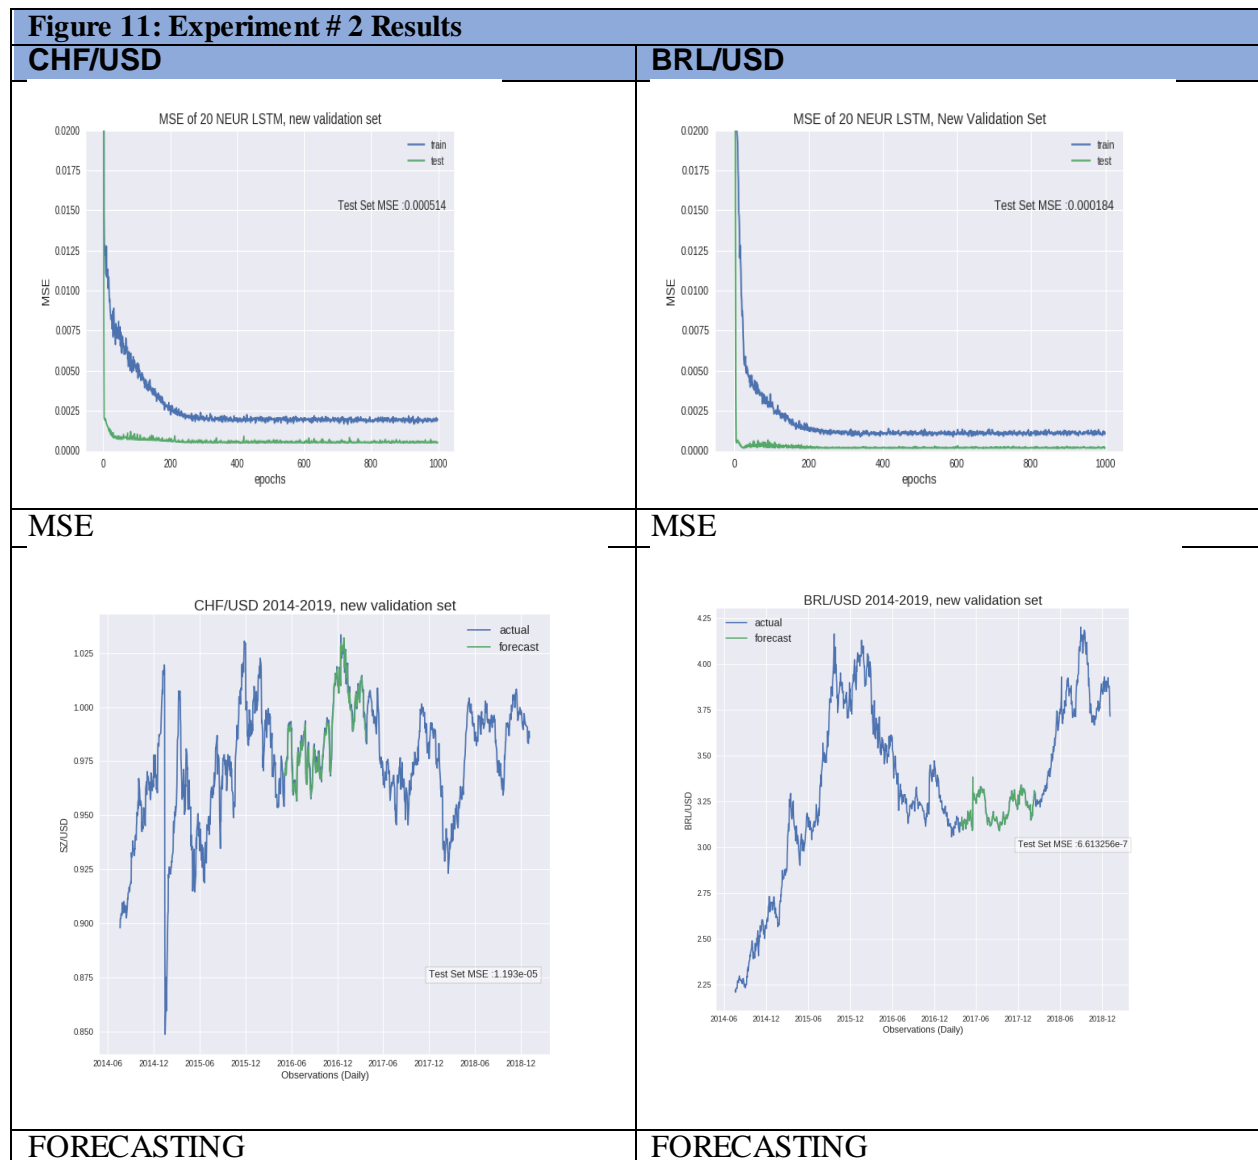 Figure 11: Experiment # 2 Results
CHF/USD
BRL/USD
MSE of 20 NEUR LSTM, new validation set
0.0200
0.0175
0.0150
0.0125
0.0100
0.0075
0.0050
0.0025
0.0000
MSE
train
test
Test Set MSE :0.000514
0 200 400 600 800 1000
epochs
MSE of 20 NEUR LSTM, New Validation Set
0.0200
0.0175
0.0150
0.0125
0.0100
0.0075
0.0050
0.0025
0.0000
MSE
train
test
Test Set MSE :0.000184
0 200 400 600 800 1000
epochs
MSE
MSE
CHF/USD 2014-2019, new validation set
actual
forecast
1.025
1.000
0.975
0.950
0.925
0.900
0.875
0.850
SZ/USD
Test Set MSE :1.193e-05
2014-06 2014-12 2015-06 2015-12 2016-06 2016-12 2017-06 2017-12 2018-06 2018-12
Observations (Daily)
BRL/USD 2014-2019, new validation set
actual
forecast
4.25
4.00
3.75
3.50
3.25
3.00
2.75
2.50
2.25
BRL/USD
Test Set MSE :6.613256e-7
2014-06 2014-12 2015-06 2015-12 2016-06 2016-12 2017-06 2017-12 2018-06 2018-12
Observations (Daily)
FORECASTING
FORECASTING